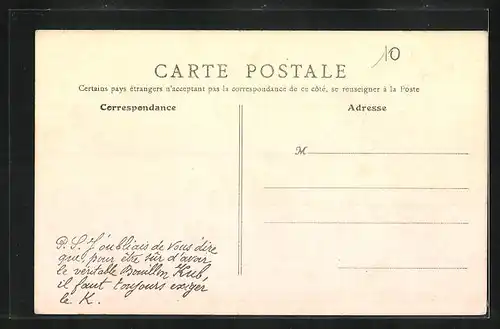 10
CARTE POSTALE
Certains pays étrangers n'acceptant pas la correspondance de ce côté, se renseigner à la Poste
Correspondance
Adresse
M
P. S. J'oubliais de vous dire
que pour être sûr d'avoir
le véritable Bouillon Kub,
il faut toujours exiger
le K.